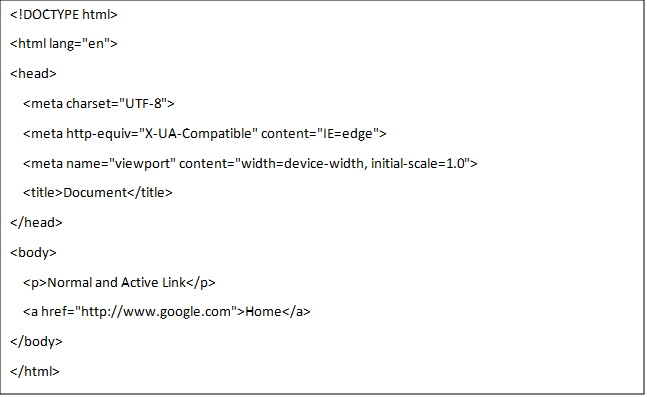 <!DOCTYPE html>
<html lang="en">
<head>
    <meta charset="UTF-8">
    <meta http-equiv="X-UA-Compatible" content="IE=edge">
    <meta name="viewport" content="width=device-width, initial-scale=1.0">
    <title>Document</title>
</head>
<body>
    <p>Normal and Active Link</p>
    <a href="http://www.google.com">Home</a>
</body>
</html>